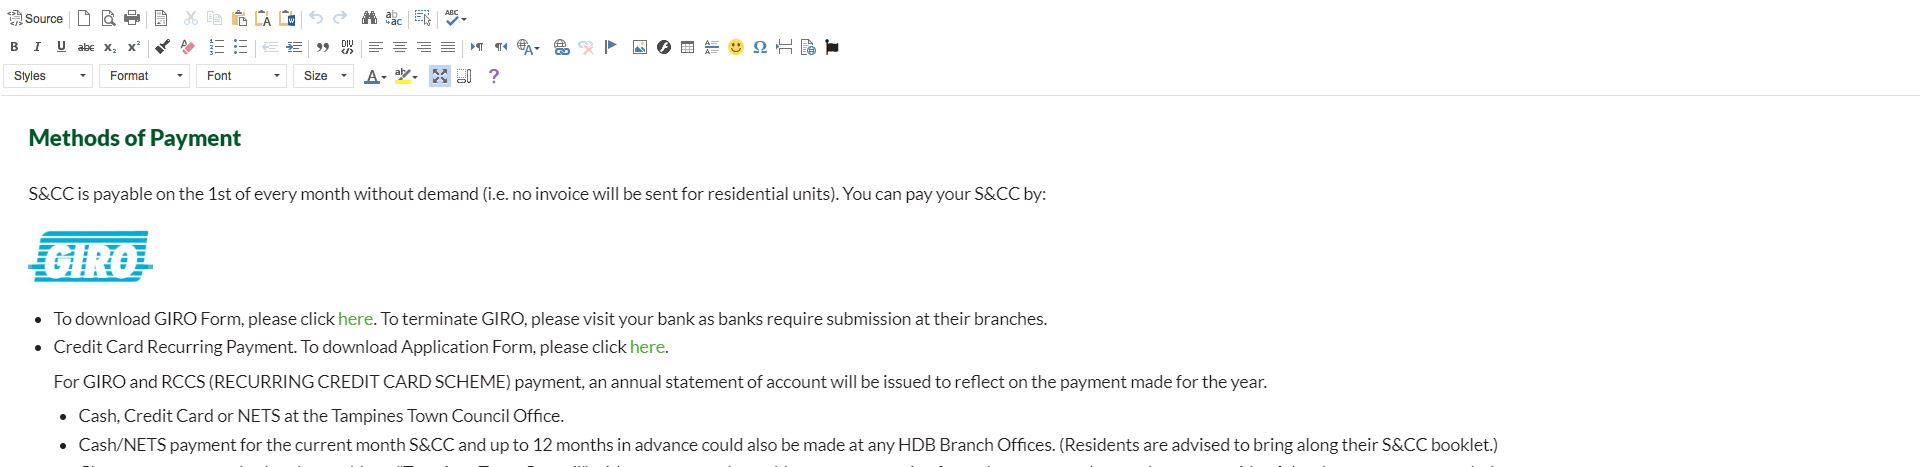 Source
ABC
B I U abc x₂ x² DIV
Styles Format Font Size A ab ?
Methods of Payment
S&CC is payable on the 1st of every month without demand (i.e. no invoice will be sent for residential units). You can pay your S&CC by:
GIRO
• To download GIRO Form, please click here. To terminate GIRO, please visit your bank as banks require submission at their branches.
• Credit Card Recurring Payment. To download Application Form, please click here.
For GIRO and RCCS (RECURRING CREDIT CARD SCHEME) payment, an annual statement of account will be issued to reflect on the payment made for the year.
• Cash, Credit Card or NETS at the Tampines Town Council Office.
• Cash/NETS payment for the current month S&CC and up to 12 months in advance could also be made at any HDB Branch Offices. (Residents are advised to bring along their S&CC booklet.)